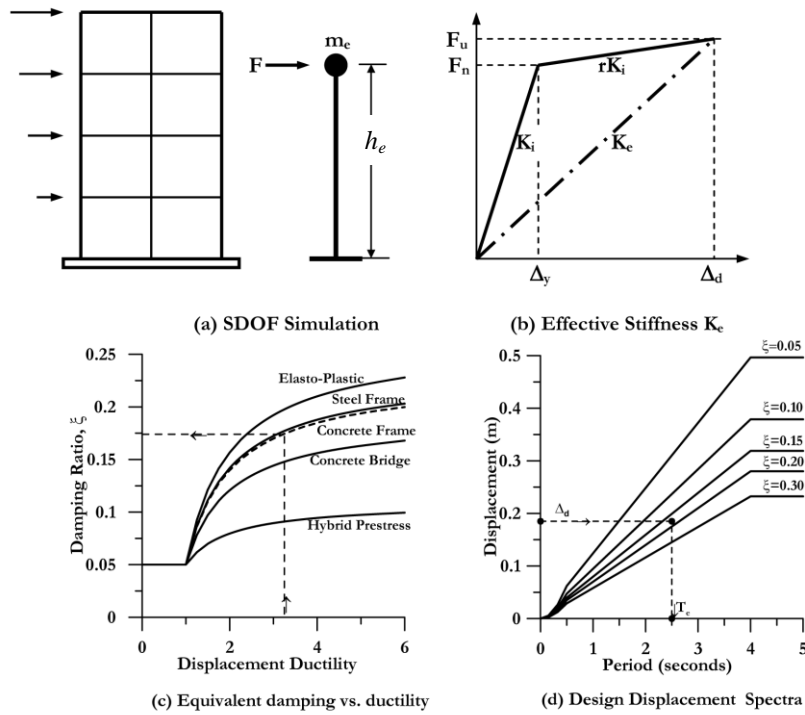 F
mₑ
hₑ
Fᵤ
Fₙ
rKᵢ
Kᵢ
Kₑ
Δᵧ
Δ_d
(a) SDOF Simulation
(b) Effective Stiffness Kₑ
0.25
0.2
0.15
0.1
0.05
0
Damping Ratio, ξ
Elasto-Plastic
Steel Frame
Concrete Frame
Concrete Bridge
Hybrid Prestress
0 2 4 6
Displacement Ductility
(c) Equivalent damping vs. ductility
0.5
0.4
0.3
0.2
0.1
0
Displacement (m)
ξ=0.05
ξ=0.10
ξ=0.15
ξ=0.20
ξ=0.30
Δ_d
Tₑ
0 1 2 3 4 5
Period (seconds)
(d) Design Displacement Spectra